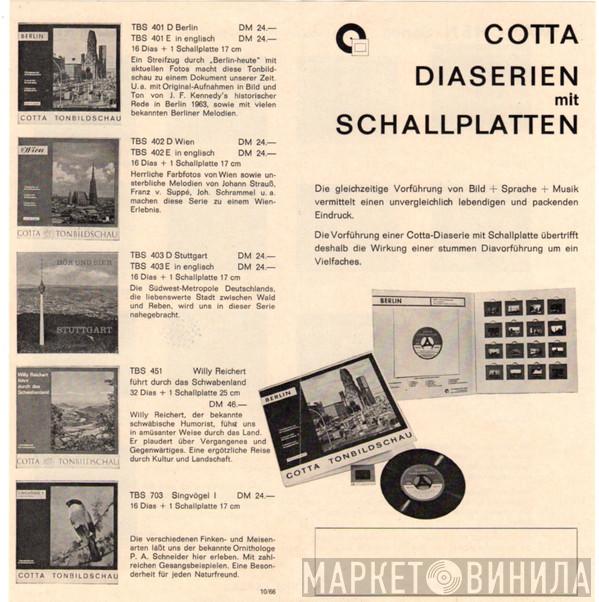 BERLIN
COTTA TONBILDSCHAU
TBS 401 D Berlin DM 24.—
TBS 401 E in englisch DM 24.—
16 Dias + 1 Schallplatte 17 cm
Ein Streifzug durch „Berlin-heute" mit
aktuellen Fotos macht diese Tonbild-
schau zu einem Dokument unserer Zeit.
U. a. mit Original-Aufnahmen in Bild und
Ton von J. F. Kennedy's historischer
Rede in Berlin 1963, sowie mit vielen
bekannten Berliner Melodien.
Wien
COTTA TONBILDSCHAU
TBS 402 D Wien DM 24.—
TBS 402 E in englisch DM 24.—
16 Dias + 1 Schallplatte 17 cm
Herrliche Farbfotos von Wien sowie un-
sterbliche Melodien von Johann Strauß,
Franz v. Suppé, Joh. Schrammel u. a.
machen diese Serie zu einem Wien-
Erlebnis.
HÖR UND SIEH
STUTTGART
TBS 403 D Stuttgart DM 24.—
TBS 403 E in englisch DM 24.—
16 Dias + 1 Schallplatte 17 cm
Die Südwest-Metropole Deutschlands,
die liebenswerte Stadt zwischen Wald
und Reben, wird uns in dieser Serie
nahegebracht.
Willy Reichert
führt
durch das
Schwabenland
COTTA TONBILDSCHAU
TBS 451 Willy Reichert
führt durch das Schwabenland
32 Dias + 1 Schallplatte 25 cm
DM 46.—
Willy Reichert, der bekannte
schwäbische Humorist, führt uns
in amüsanter Weise durch das Land.
Er plaudert über Vergangenes und
Gegenwärtiges. Eine ergötzliche Reise
durch Kultur und Landschaft.
COTTA TONBILDSCHAU
TBS 703 Singvögel I DM 24.—
16 Dias + 1 Schallplatte 17 cm
Die verschiedenen Finken- und Meisen-
arten läßt uns der bekannte Ornithologe
P. A. Schneider hier erleben. Mit zahl-
reichen Gesangsbeispielen. Eine Beson-
derheit für jeden Naturfreund.
10/66
COTTA
DIASERIEN
mit
SCHALLPLATTEN
Die gleichzeitige Vorführung von Bild + Sprache + Musik
vermittelt einen unvergleichlich lebendigen und packenden
Eindruck.
Die Vorführung einer Cotta-Diaserie mit Schallplatte übertrifft
deshalb die Wirkung einer stummen Diavorführung um ein
Vielfaches.
BERLIN
BERLIN
COTTA TONBILDSCHAU
МАРКЕТ ВИНИЛА